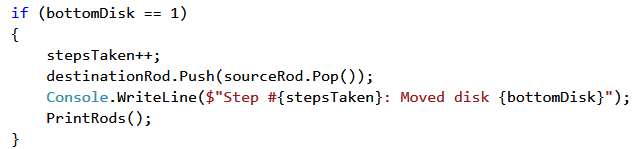 if (bottomDisk == 1)
{
    stepsTaken++;
    destinationRod.Push(sourceRod.Pop());
    Console.WriteLine($"Step #{stepsTaken}: Moved disk {bottomDisk}");
    PrintRods();
}